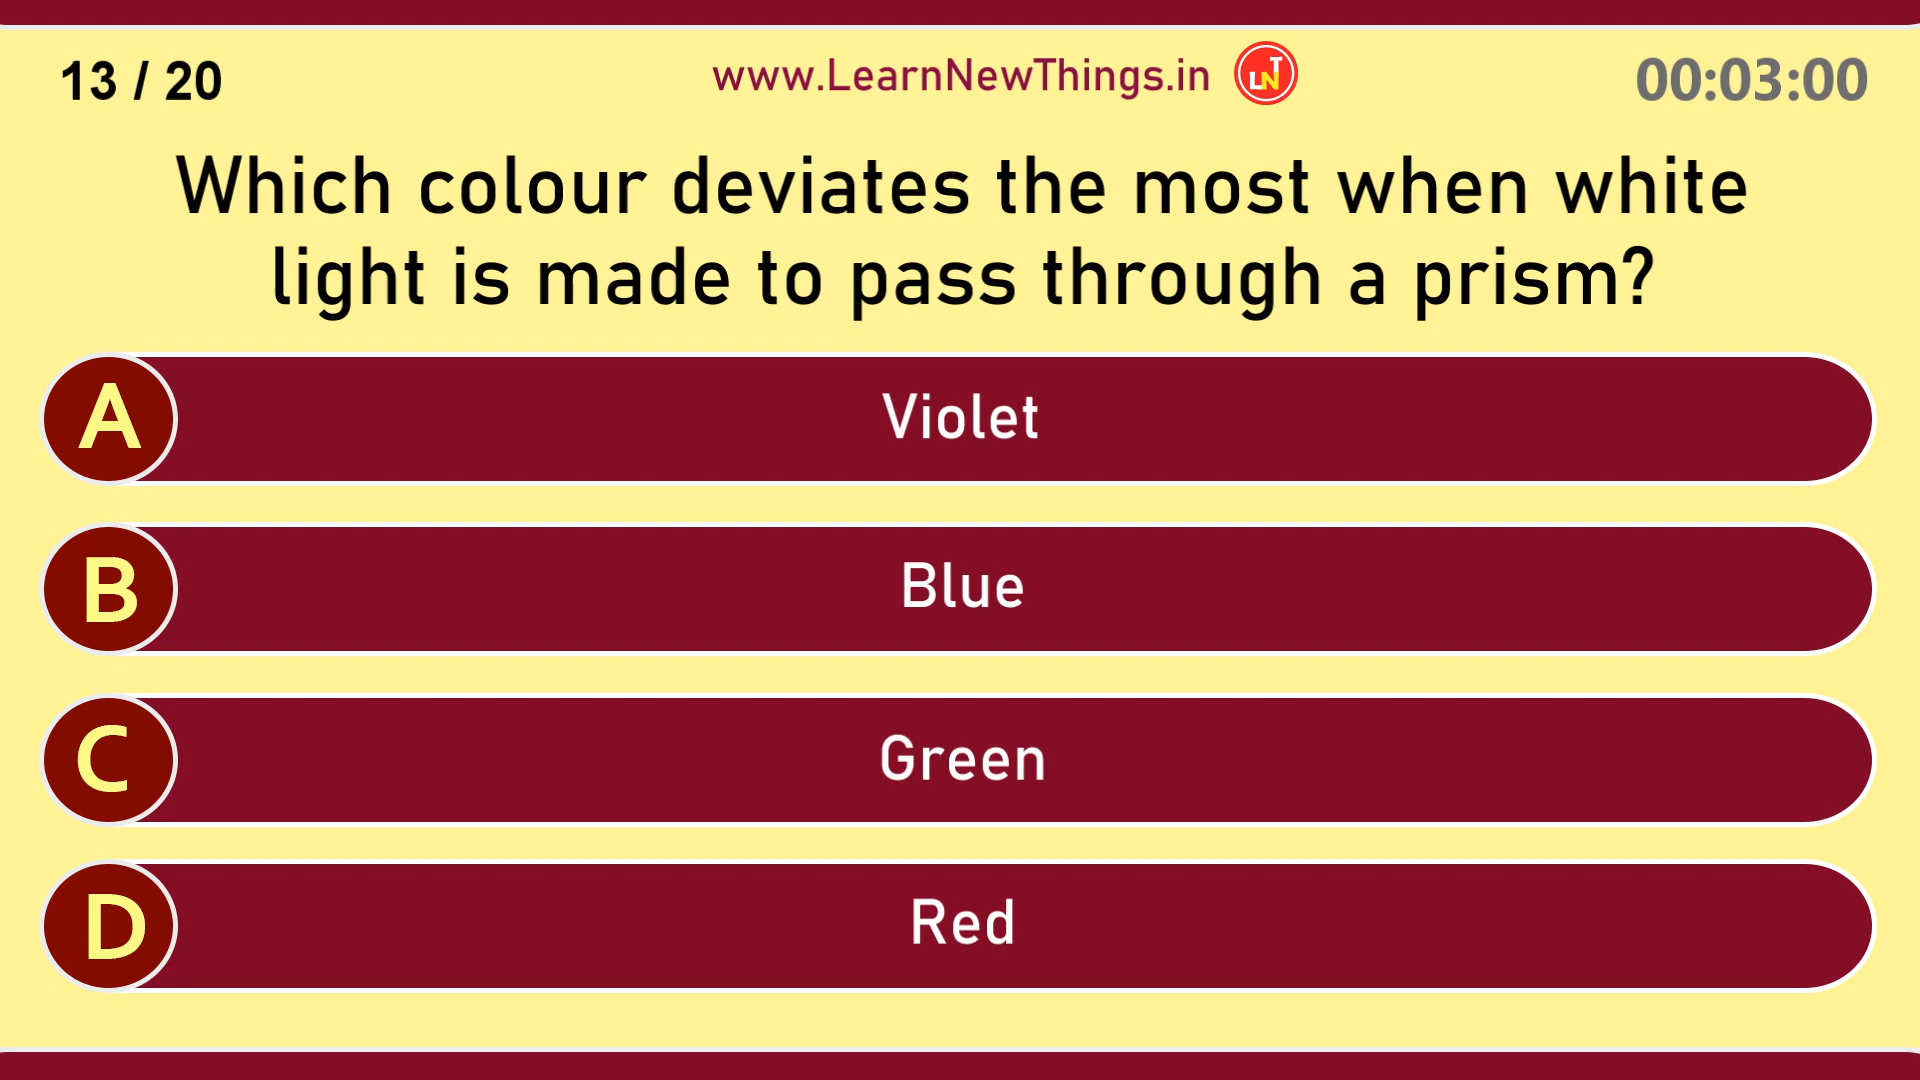 13 / 20
www.LearnNewThings.in
LNT
00:03:00
Which colour deviates the most when white
light is made to pass through a prism?
A
Violet
B
Blue
C
Green
D
Red